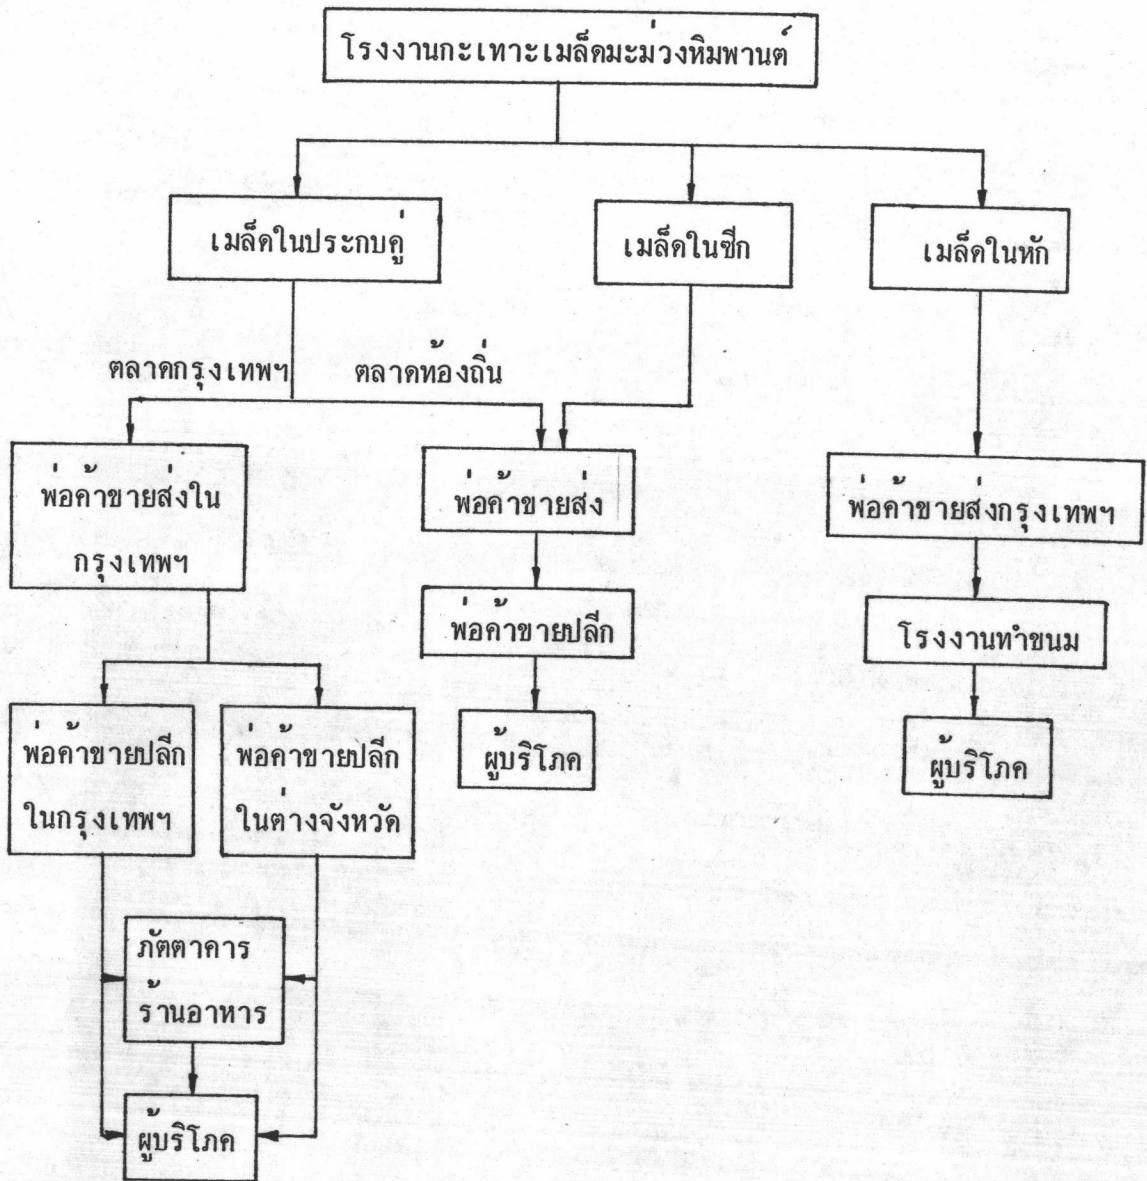 โรงงานกะเทาะเมล็ดมะม่วงหิมพานต์
เมล็ดในประกบคู่
เมล็ดในซีก
เมล็ดในหัก
ตลาดกรุงเทพฯ
ตลาดท้องถิ่น
พ่อค้าขายส่งใน
กรุงเทพฯ
พ่อค้าขายส่ง
พ่อค้าขายส่งกรุงเทพฯ
พ่อค้าขายปลีก
โรงงานทำขนม
พ่อค้าขายปลีก
ในกรุงเทพฯ
พ่อค้าขายปลีก
ในต่างจังหวัด
ผู้บริโภค
ผู้บริโภค
ภัตตาคาร
ร้านอาหาร
ผู้บริโภค